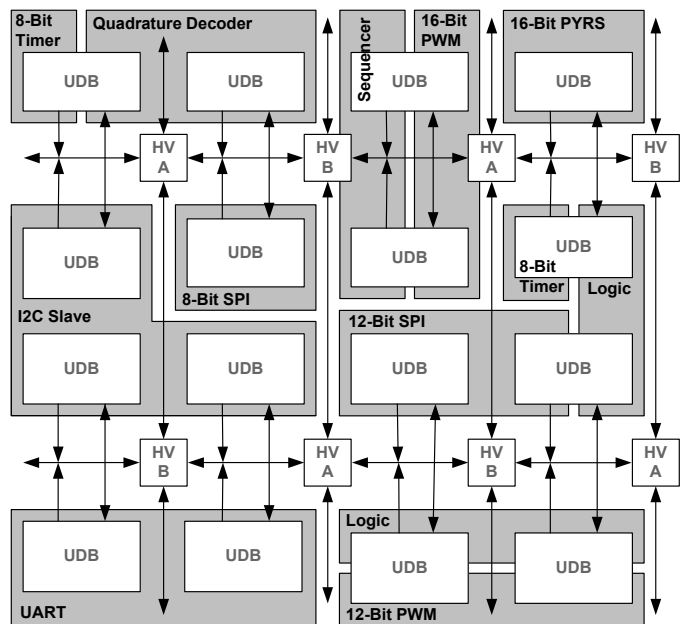 8-Bit
Timer
Quadrature Decoder
Sequencer
16-Bit
PWM
16-Bit PYRS
UDB
UDB
UDB
UDB
HV
A
HV
B
HV
A
HV
B
UDB
UDB
UDB
UDB
8-Bit SPI
8-Bit
Timer
Logic
I2C Slave
12-Bit SPI
UDB
UDB
UDB
UDB
HV
B
HV
A
HV
B
HV
A
Logic
UDB
UDB
UDB
UDB
UART
12-Bit PWM